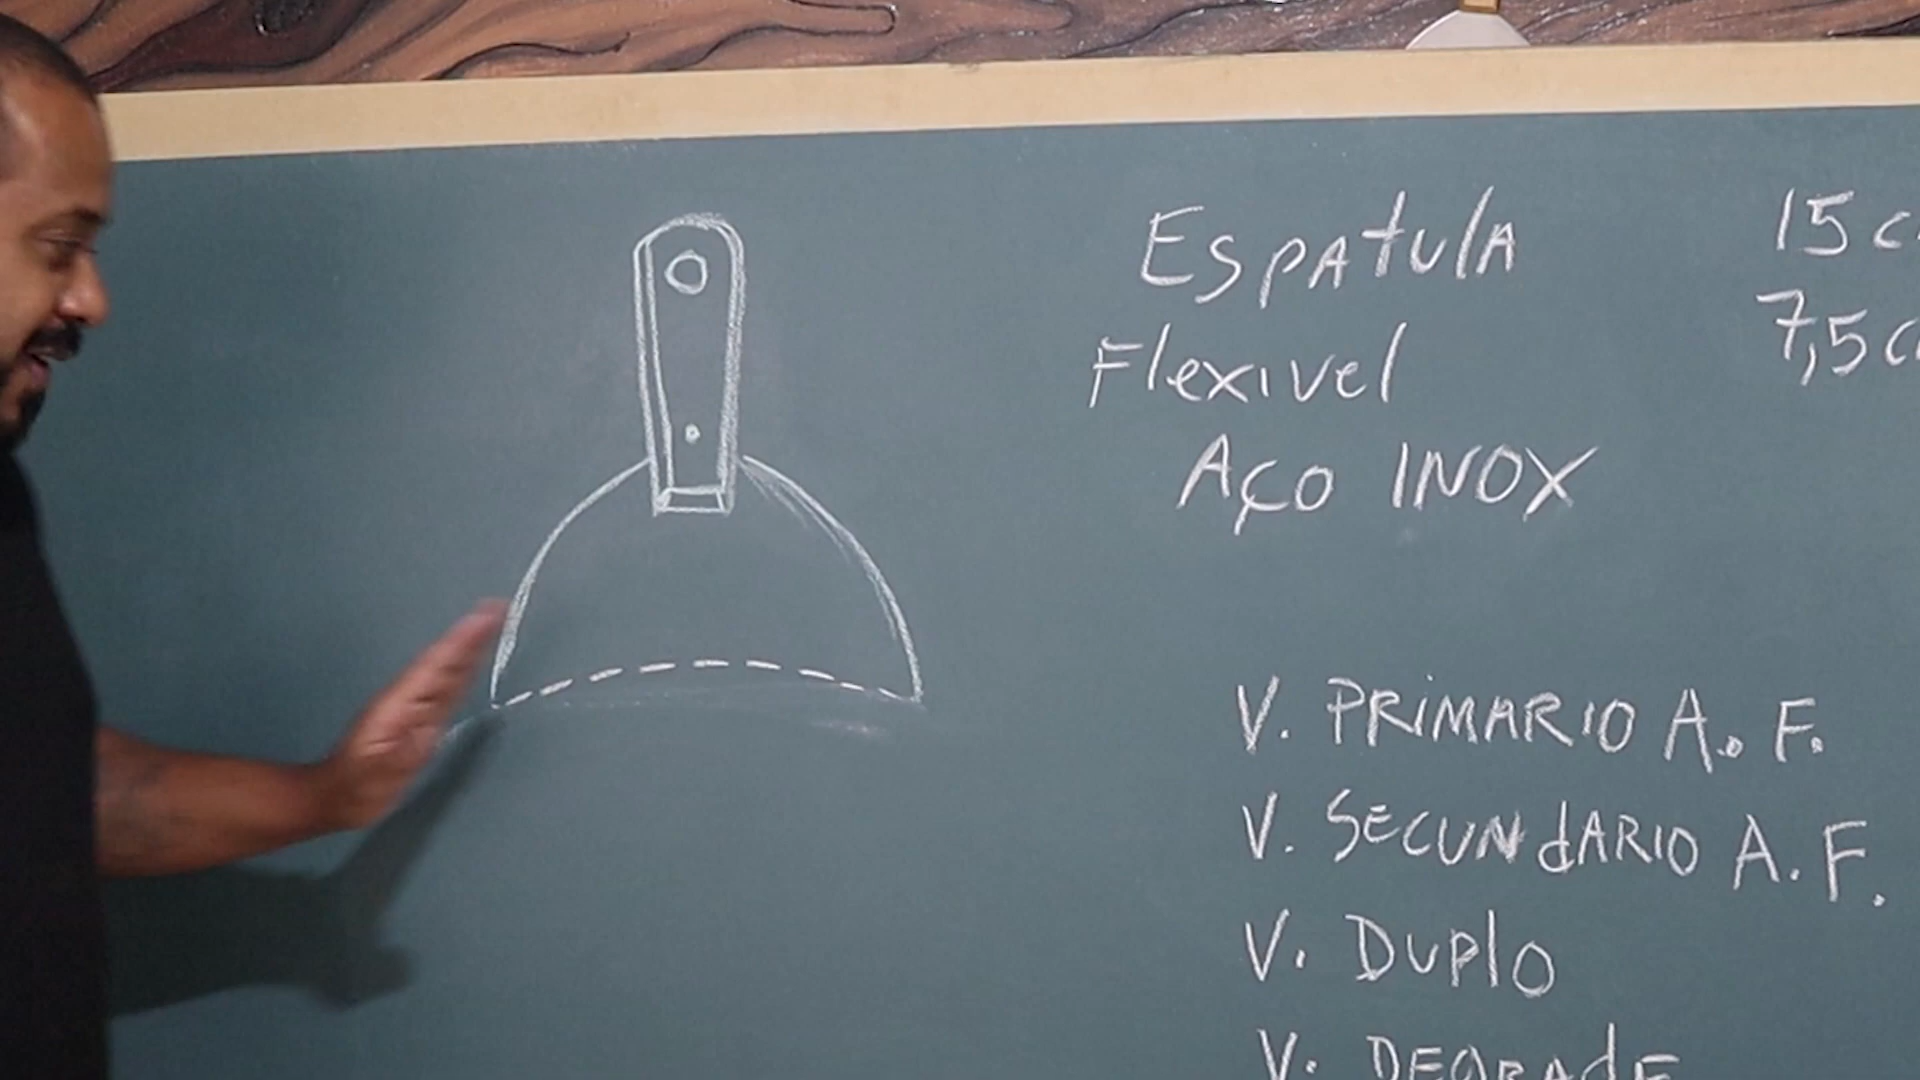 EspAtulA
Flexivel
Aço INOX
15 c
7,5 c
V. PRiMARIO A. F.
V. SECUNdARIO A. F.
V. Duplo
V. DEGRAdE